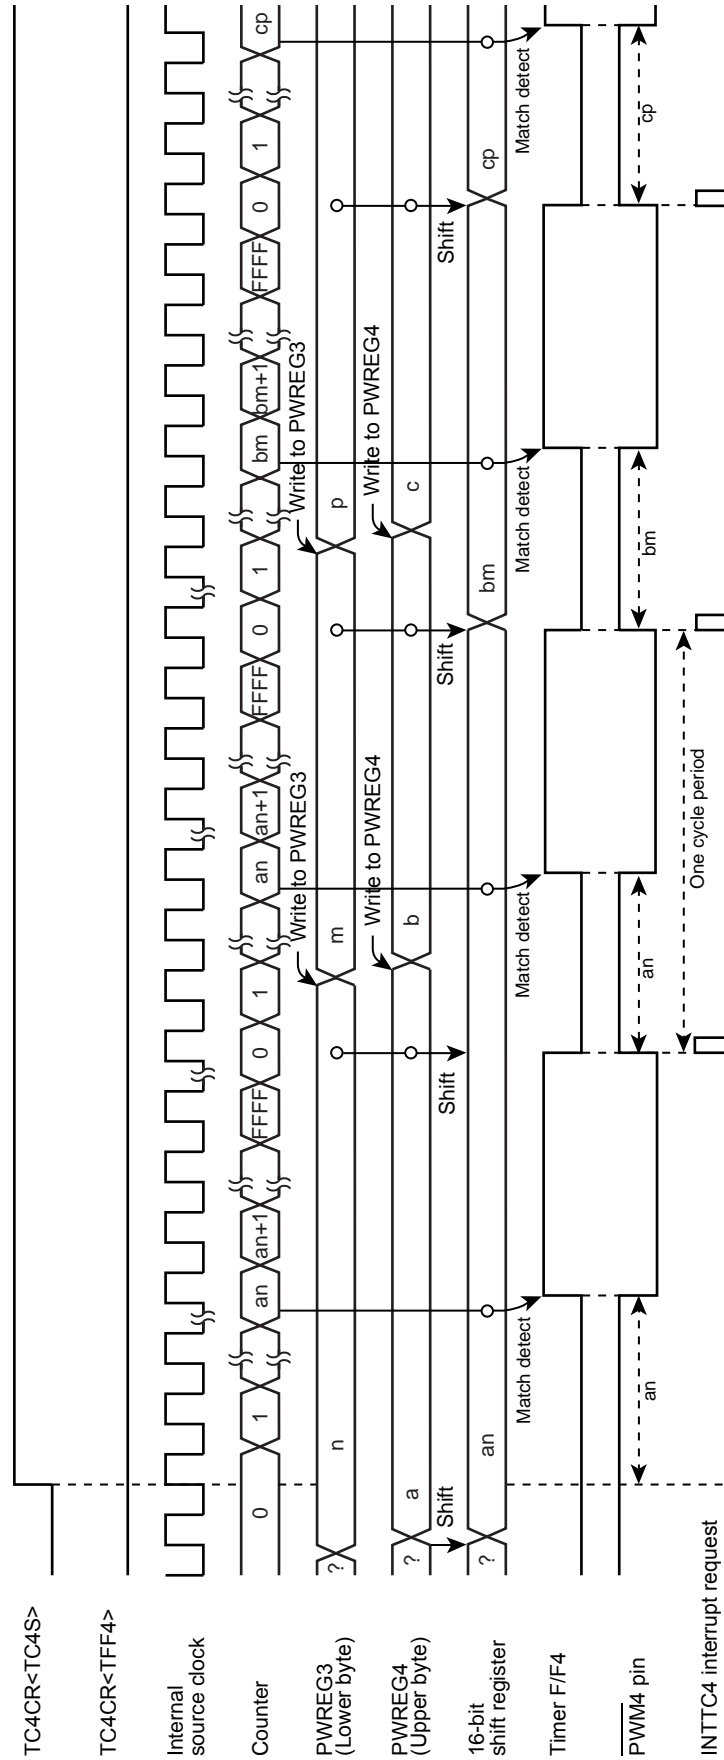 TC4CR<TC4S>
TC4CR<TFF4>
Internal
source clock
Counter
0
1
an
an+1
FFFF
0
1
an
an+1
FFFF
0
1
bm
bm+1
FFFF
0
1
cp
Write to PWREG3
Write to PWREG3
PWREG3
(Lower byte)
?
n
m
p
Write to PWREG4
Write to PWREG4
PWREG4
(Upper byte)
?
a
b
c
Shift
Shift
Shift
Shift
16-bit
shift register
?
an
bm
cp
Match detect
Match detect
Match detect
Match detect
Timer F/F4
PWM4 pin
an
an
bm
cp
One cycle period
INTTC4 interrupt request